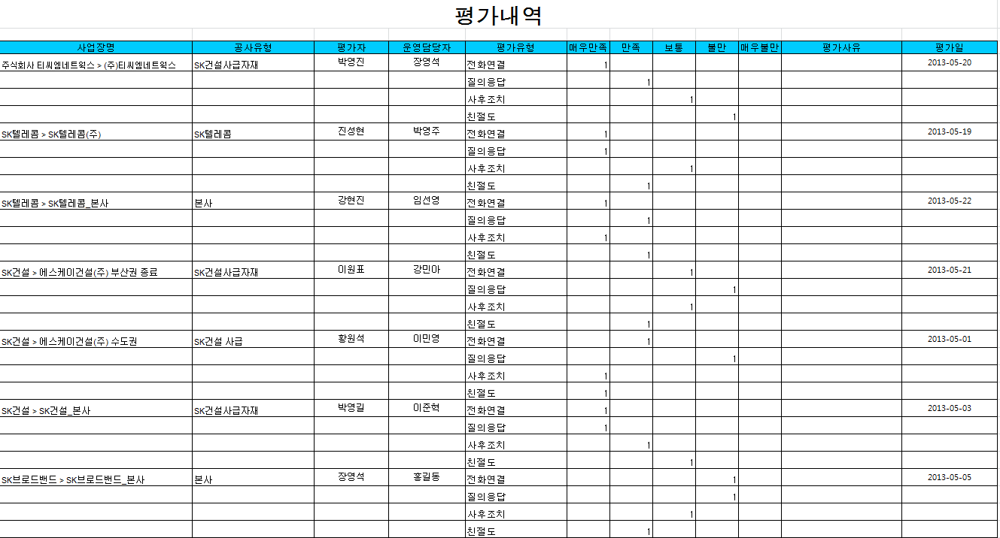 평가내역
사업장명 공사유형 평가자 운영담당자 평가유형 매우만족 만족 보통 불만 매우불만 평가사유 평가일
주식회사 티씨엠네트웍스 > (주)티씨엠네트웍스 SK건설사급자재 박영진 장영석 전화연결 1 2013-05-20
질의응답 1
사후조치 1
친절도 1
SK텔레콤 > SK텔레콤(주) SK텔레콤 진성현 박영주 전화연결 1 2013-05-19
질의응답 1
사후조치 1
친절도 1
SK텔레콤 > SK텔레콤_본사 본사 강현진 임선영 전화연결 1 2013-05-22
질의응답 1
사후조치 1
친절도 1
SK건설 > 에스케이건설(주) 부산권 종료 SK건설사급자재 이원표 강민아 전화연결 1 2013-05-21
질의응답 1
사후조치 1
친절도 1
SK건설 > 에스케이건설(주) 수도권 SK건설 사급 황원석 이민영 전화연결 1 2013-05-01
질의응답 1
사후조치 1
친절도 1
SK건설 > SK건설_본사 SK건설사급자재 박영길 이준혁 전화연결 1 2013-05-03
질의응답 1
사후조치 1
친절도 1
SK브로드밴드 > SK브로드밴드_본사 본사 장영석 홍길동 전화연결 1 2013-05-05
질의응답 1
사후조치 1
친절도 1